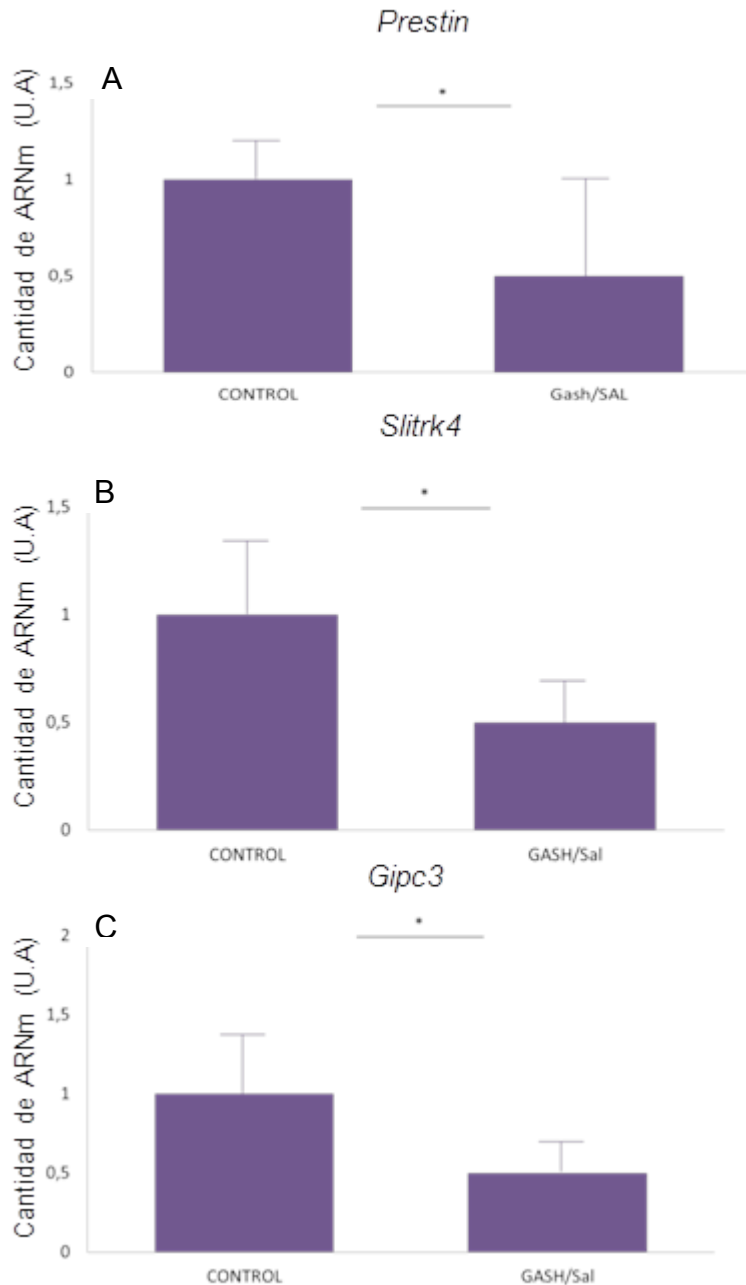 Prestin
A
Cantidad de ARNm (U.A)
1,5
*
1
0,5
0
CONTROL
Gash/SAL
Slitrk4
B
Cantidad de ARNm (U.A)
1,5
*
1
0,5
0
CONTROL
GASH/Sal
Gipc3
C
Cantidad de ARNm (U.A)
2
*
1,5
1
0,5
0
CONTROL
GASH/Sal